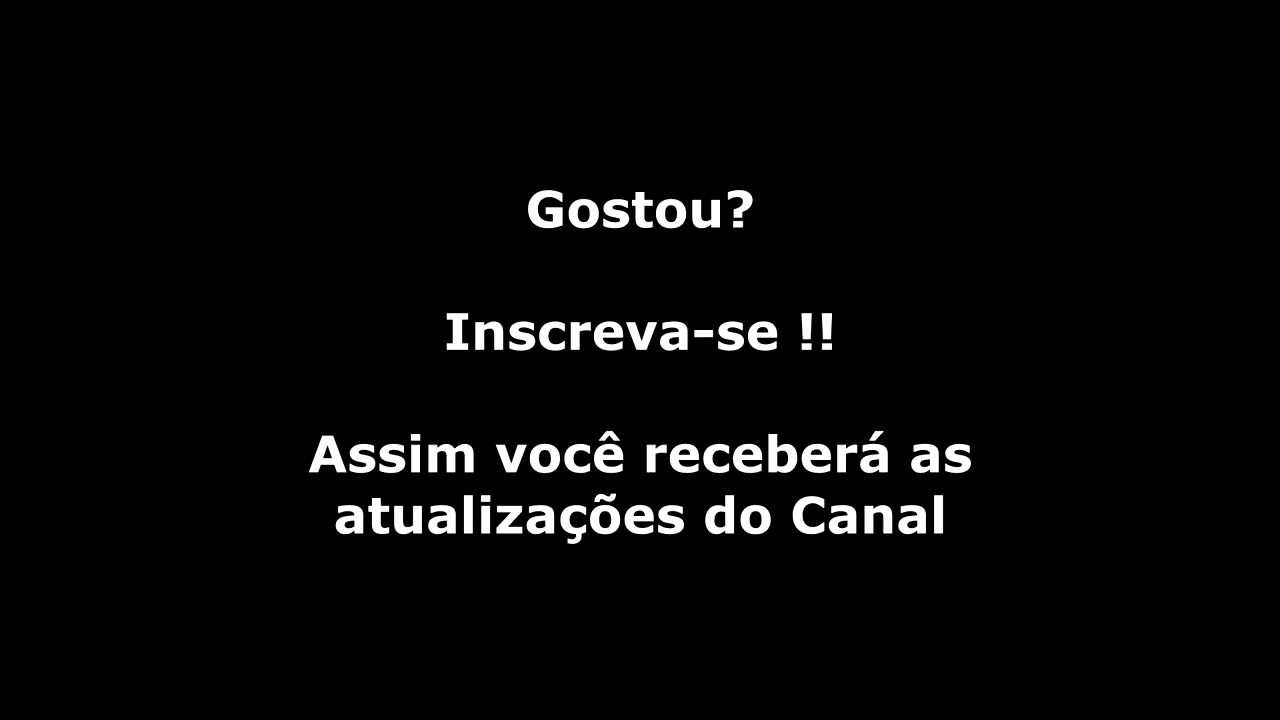 Gostou?
Inscreva-se !!
Assim você receberá as
atualizações do Canal